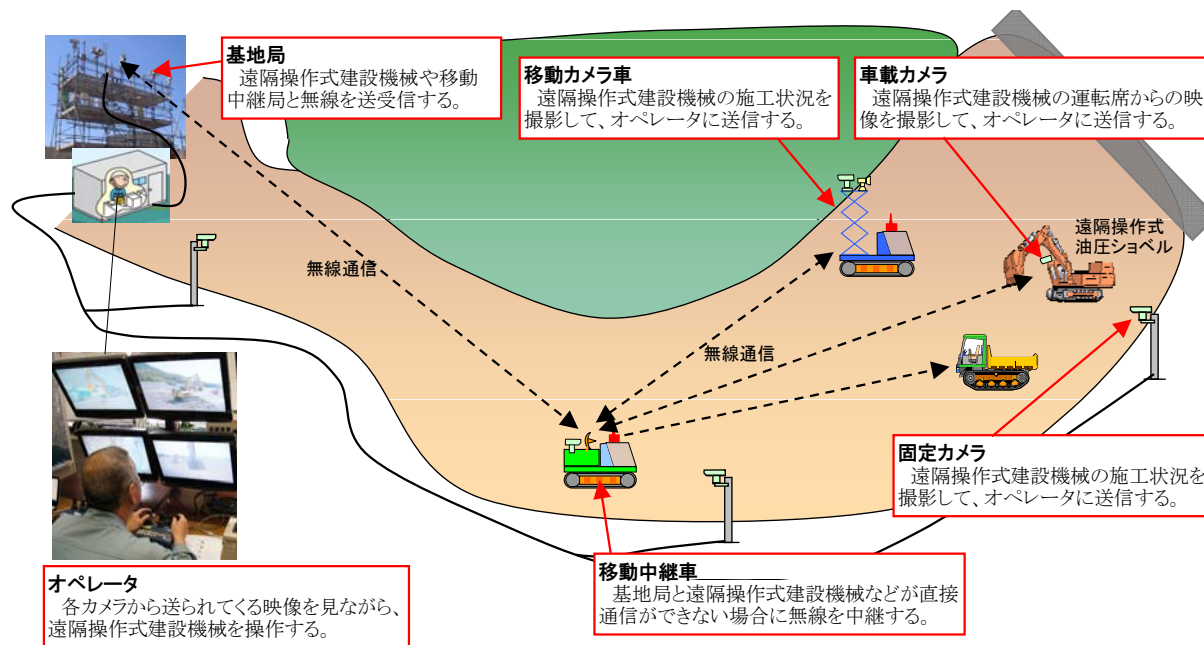 基地局
遠隔操作式建設機械や移動
中継局と無線を送受信する。
移動カメラ車
遠隔操作式建設機械の施工状況を
撮影して、オペレータに送信する。
車載カメラ
遠隔操作式建設機械の運転席からの映
像を撮影して、オペレータに送信する。
遠隔操作式
油圧ショベル
無線通信
無線通信
固定カメラ
遠隔操作式建設機械の施工状況を
撮影して、オペレータに送信する。
移動中継車
基地局と遠隔操作式建設機械などが直接
通信ができない場合に無線を中継する。
オペレータ
各カメラから送られてくる映像を見ながら、
遠隔操作式建設機械を操作する。